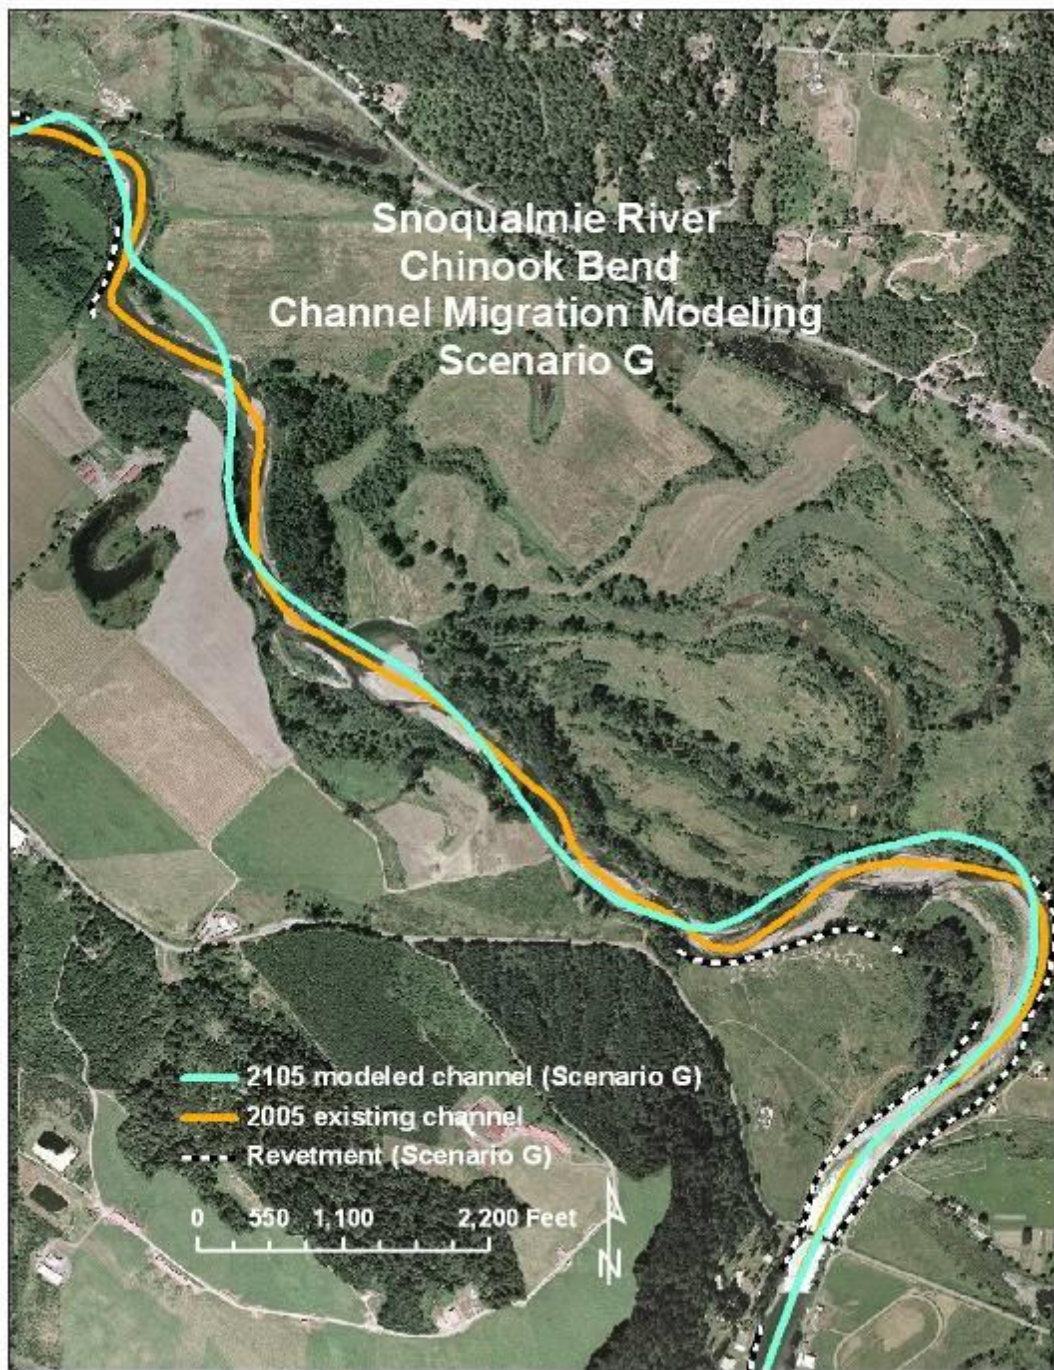 Snoqualmie River
Chinook Bend
Channel Migration Modeling
Scenario G
2105 modeled channel (Scenario G)
2005 existing channel
Revetment (Scenario G)
0 550 1,100 2,200 Feet
N